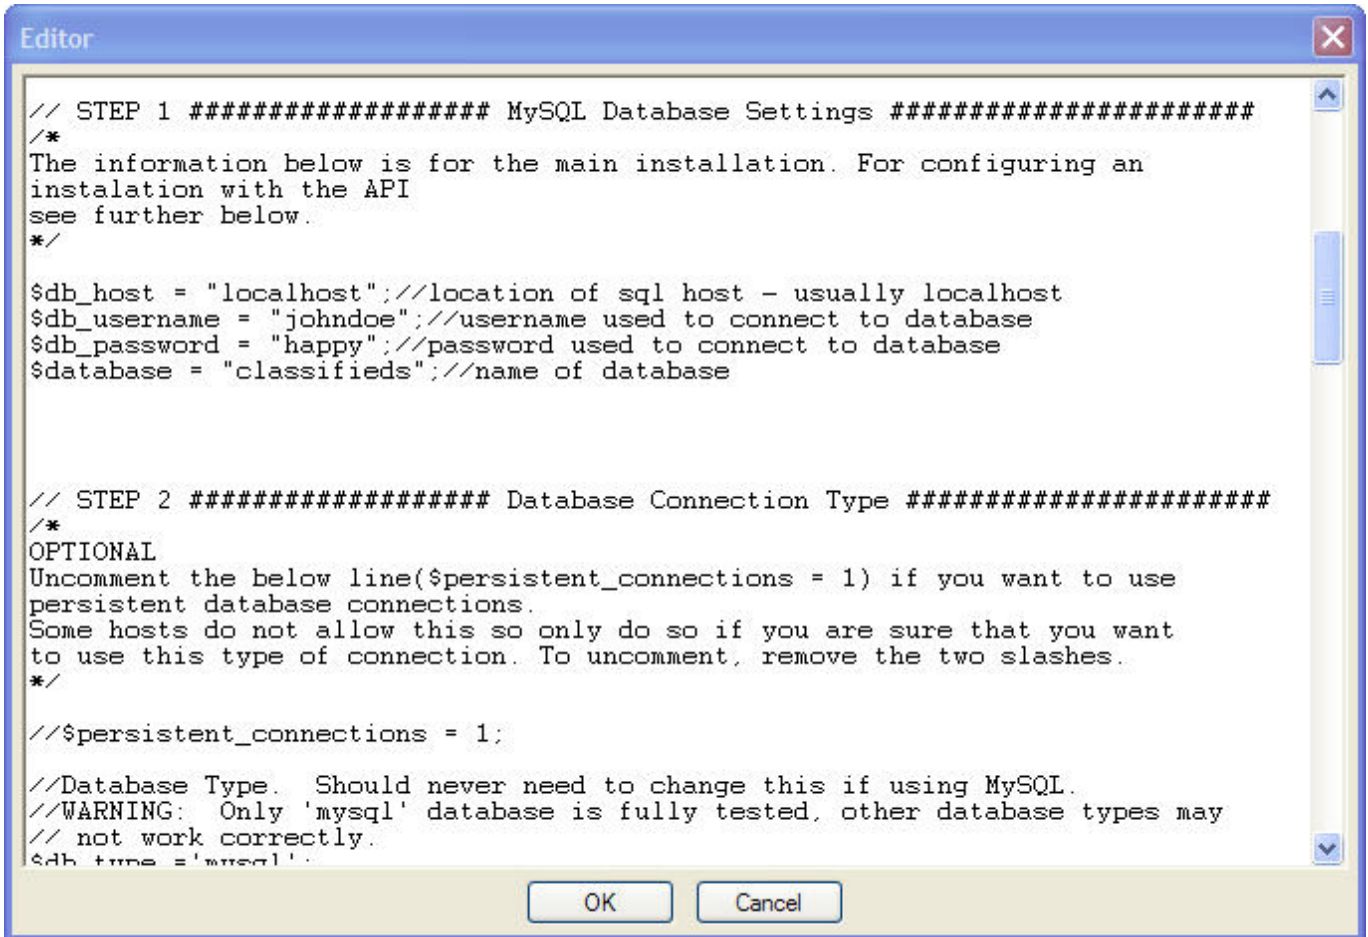 Editor
// STEP 1 ################### MySQL Database Settings #######################
/*
The information below is for the main installation. For configuring an
instalation with the API
see further below.
*/
$db_host = "localhost";//location of sql host – usually localhost
$db_username = "johndoe";//username used to connect to database
$db_password = "happy";//password used to connect to database
$database = "classifieds";//name of database
// STEP 2 ################### Database Connection Type #######################
/*
OPTIONAL
Uncomment the below line($persistent_connections = 1) if you want to use
persistent database connections.
Some hosts do not allow this so only do so if you are sure that you want
to use this type of connection. To uncomment, remove the two slashes.
*/
//$persistent_connections = 1;
//Database Type.  Should never need to change this if using MySQL.
//WARNING:  Only 'mysql' database is fully tested, other database types may
// not work correctly.
$db_type ='mysql';
OK
Cancel